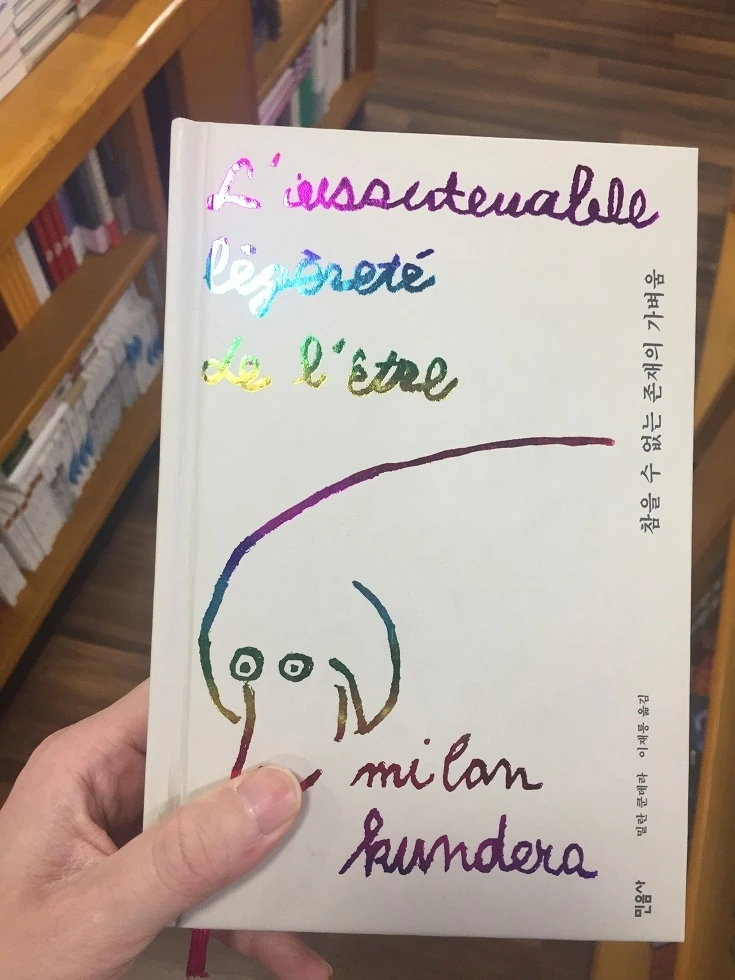 L'insoutenable
légèreté
de l'être
milan
kundera
참을 수 없는 존재의 가벼움
밀란 쿤데라 이재룡 옮김
민음사